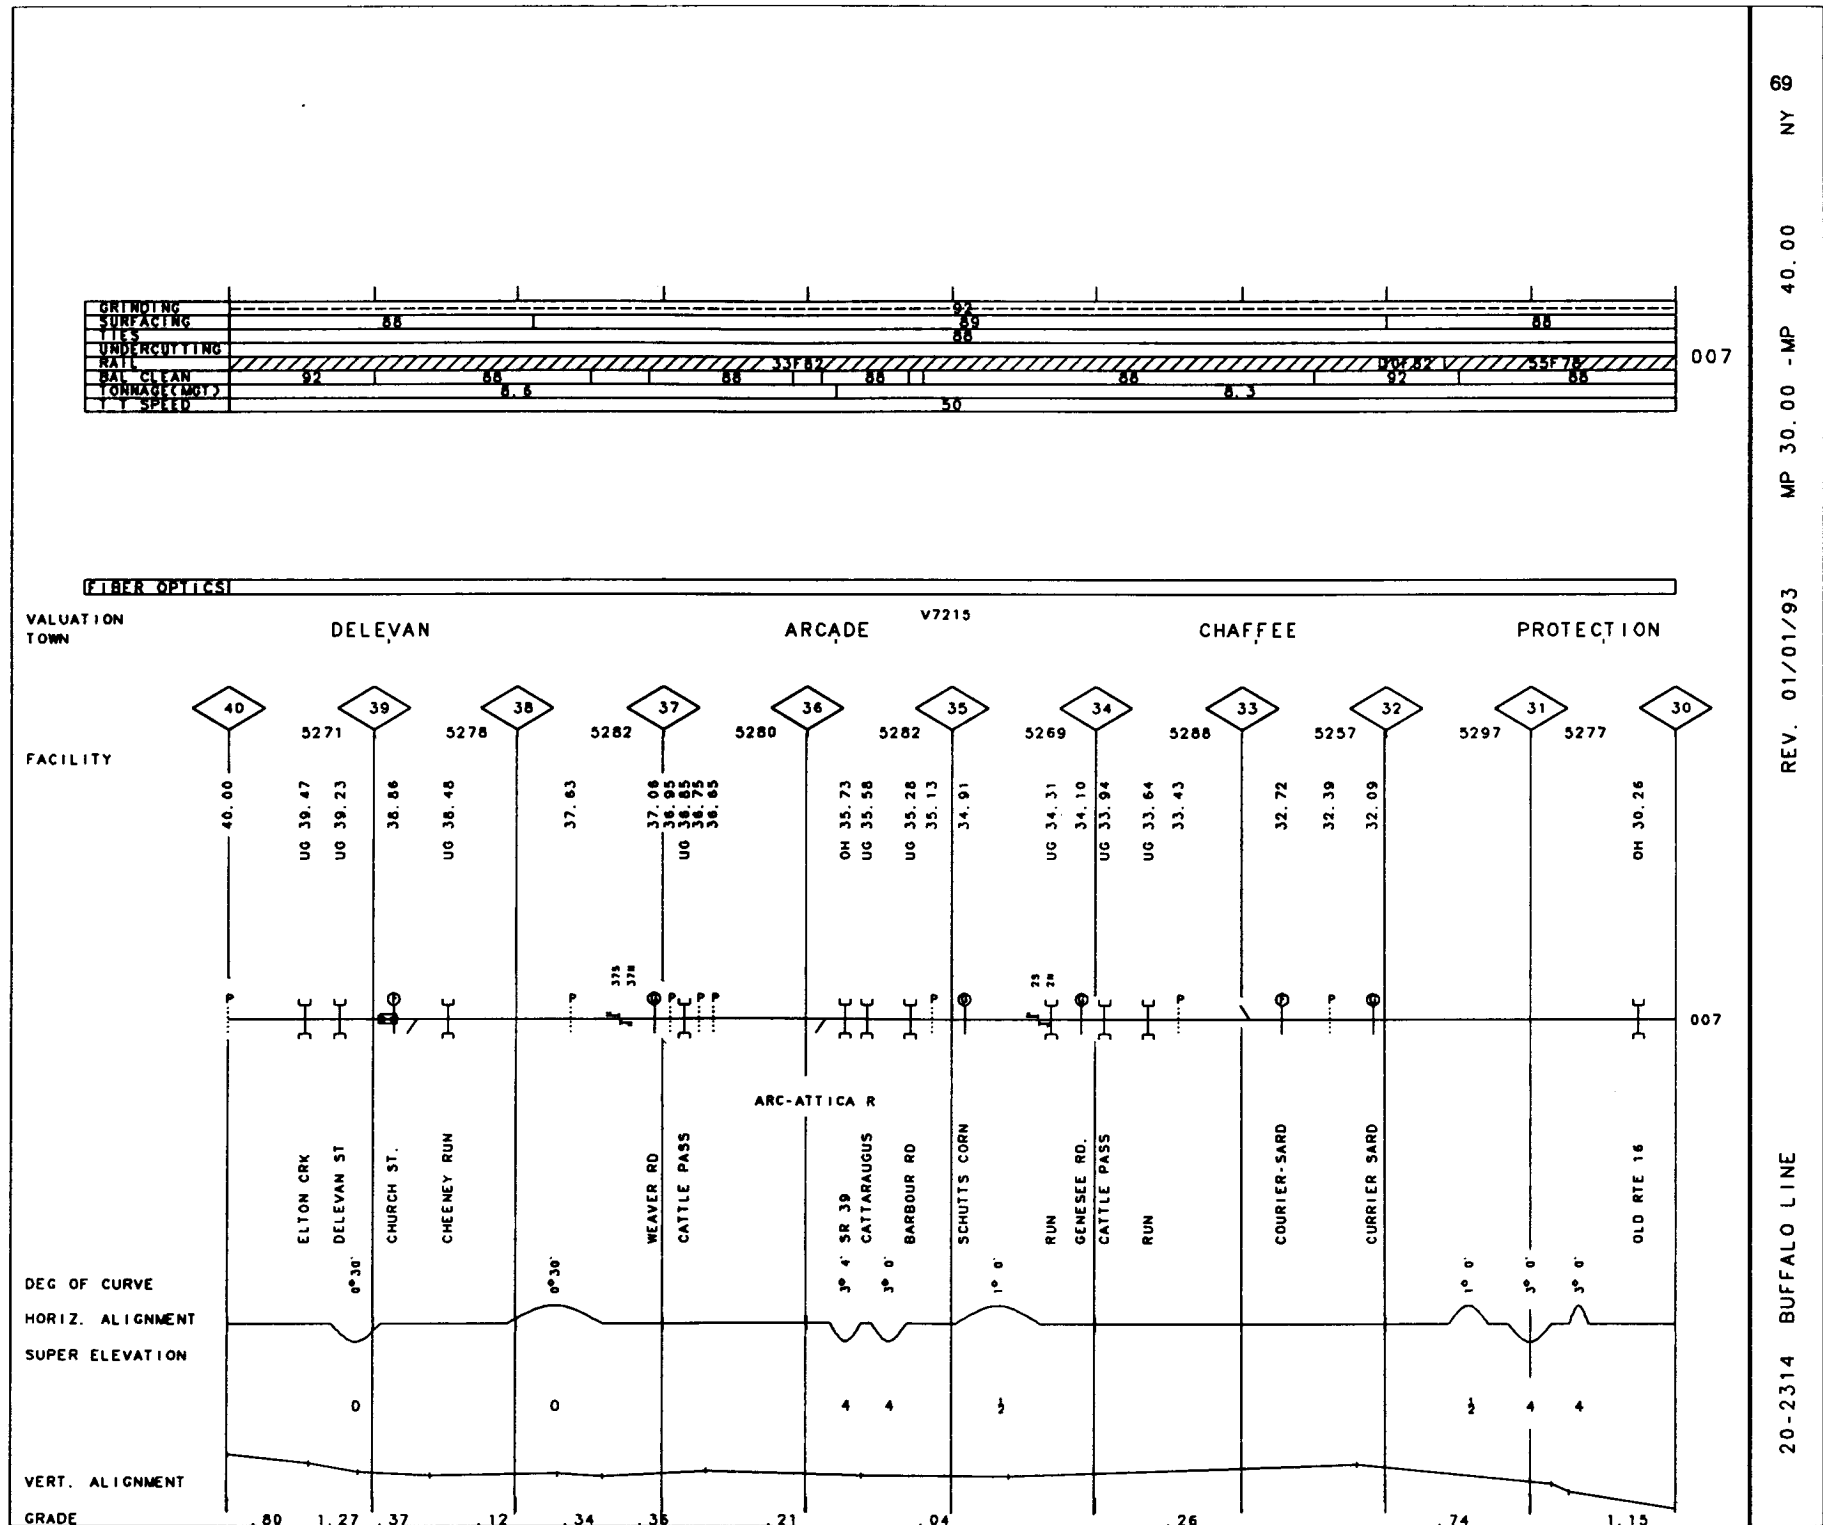 GRINDING 92
SURFACING 88 89 88
TIES 88
UNDERCUTTING
RAIL 33F82 55F78
BAL CLEAN 92 88 88 88 88 92 88
TONNAGE(MGT) 8.6 8.3
T T SPEED 50
007
FIBER OPTICS
VALUATION V7215
TOWN DELEVAN ARCADE CHAFFEE PROTECTION
40 39 38 37 36 35 34 33 32 31 30
5271 5278 5282 5280 5282 5269 5288 5257 5297 5277
FACILITY
40.00
UG 39.47
UG 39.23
38.86
UG 38.48
37.63
37.08
36.95
UG 36.85
36.75
36.65
OH 35.73
UG 35.58
UG 35.28
35.13
34.91
UG 34.31
34.10
UG 33.94
UG 33.64
33.43
32.72
32.39
32.09
OH 30.26
37S
37N
2S
2N
P P P P P P P P P
007
ARC-ATTICA R
ELTON CRK
DELEVAN ST
CHURCH ST.
CHEENEY RUN
WEAVER RD
CATTLE PASS
SR 39
CATTARAUGUS
BARBOUR RD
SCHUTTS CORN
RUN
GENESEE RD.
CATTLE PASS
RUN
COURIER-SARD
CURRIER SARD
OLD RTE 16
DEG OF CURVE 0°30' 0°30' 3° 4' 3° 0' 1° 0' 1° 0' 3° 0' 3° 0'
HORIZ. ALIGNMENT
SUPER ELEVATION
0 0 4 4 ½ ½ 4 4
VERT. ALIGNMENT
GRADE .80 1.27 .37 .12 .34 .36 .21 .04 .26 .74 1.15
20-2314 BUFFALO LINE REV. 01/01/93 MP 30.00 -MP 40.00 NY 69